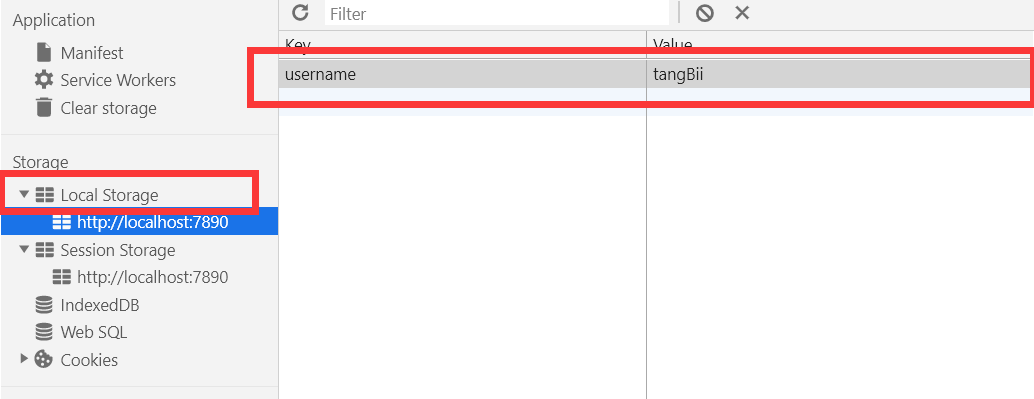 Application
Manifest
Service Workers
Clear storage
Storage
Local Storage
http://localhost:7890
Session Storage
http://localhost:7890
IndexedDB
Web SQL
Cookies
Filter
Key Value
username tangBii